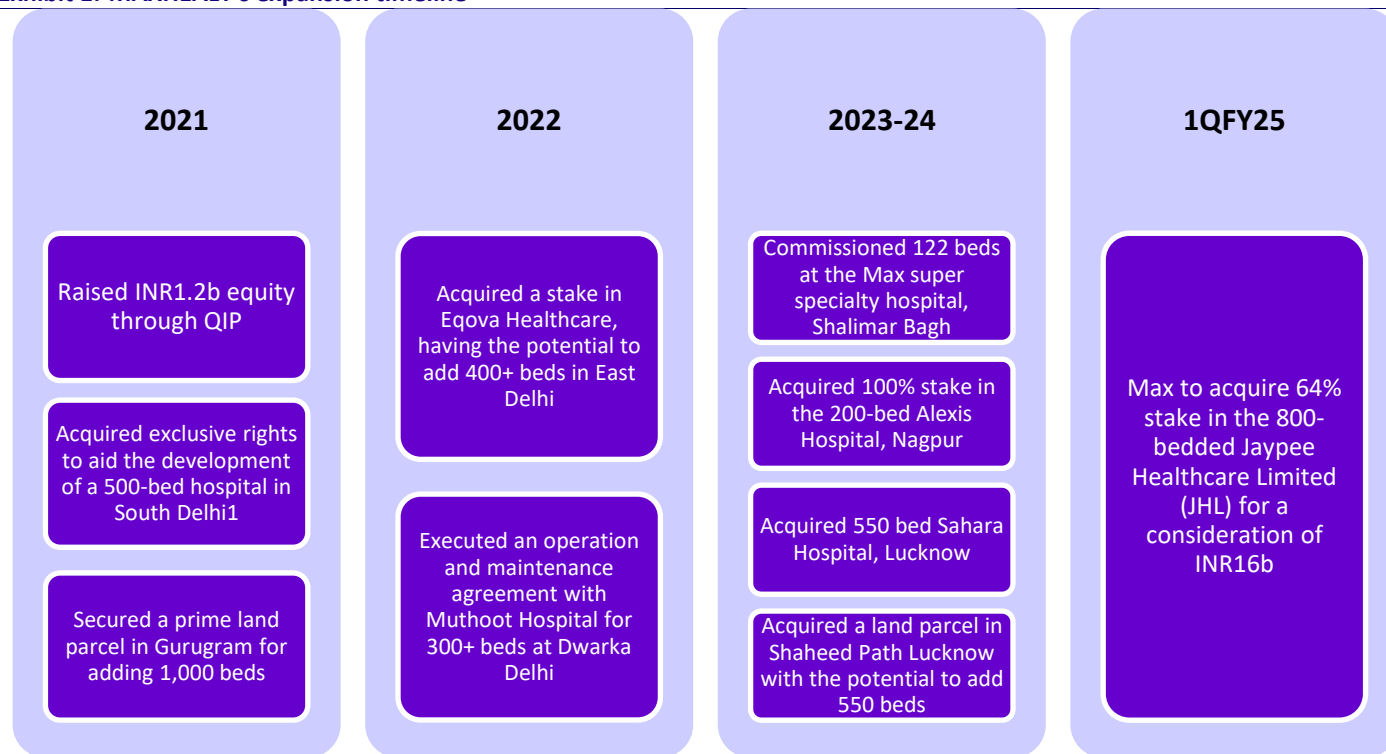 2021
Raised INR1.2b equity
through QIP
Acquired exclusive rights
to aid the development
of a 500-bed hospital in
South Delhi1
Secured a prime land
parcel in Gurugram for
adding 1,000 beds
2022
Acquired a stake in
Eqova Healthcare,
having the potential to
add 400+ beds in East
Delhi
Executed an operation
and maintenance
agreement with
Muthoot Hospital for
300+ beds at Dwarka
Delhi
2023-24
Commissioned 122 beds
at the Max super
specialty hospital,
Shalimar Bagh
Acquired 100% stake in
the 200-bed Alexis
Hospital, Nagpur
Acquired 550 bed Sahara
Hospital, Lucknow
Acquired a land parcel in
Shaheed Path Lucknow
with the potential to add
550 beds
1QFY25
Max to acquire 64%
stake in the 800-
bedded Jaypee
Healthcare Limited
(JHL) for a
consideration of
INR16b